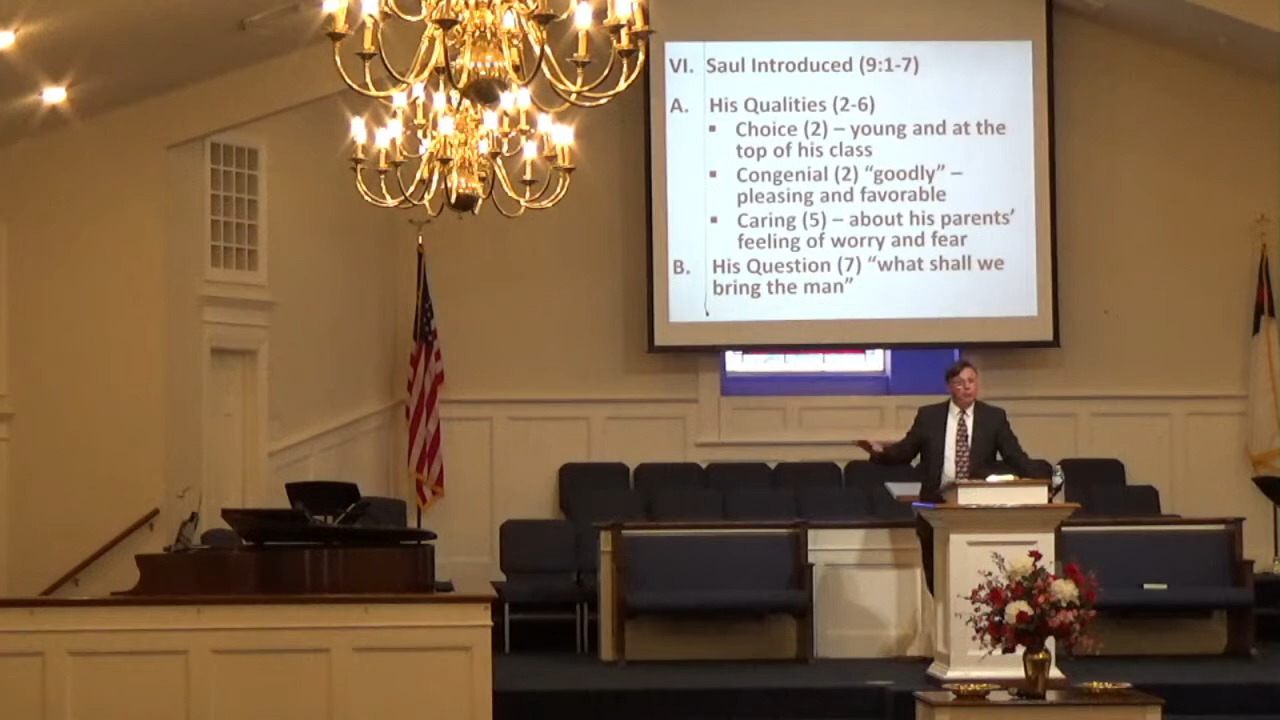 VI. Saul Introduced (9:1-7)
A. His Qualities (2-6)
▪ Choice (2) – young and at the
top of his class
▪ Congenial (2) “goodly” –
pleasing and favorable
▪ Caring (5) – about his parents’
feeling of worry and fear
B. His Question (7) “what shall we
bring the man”